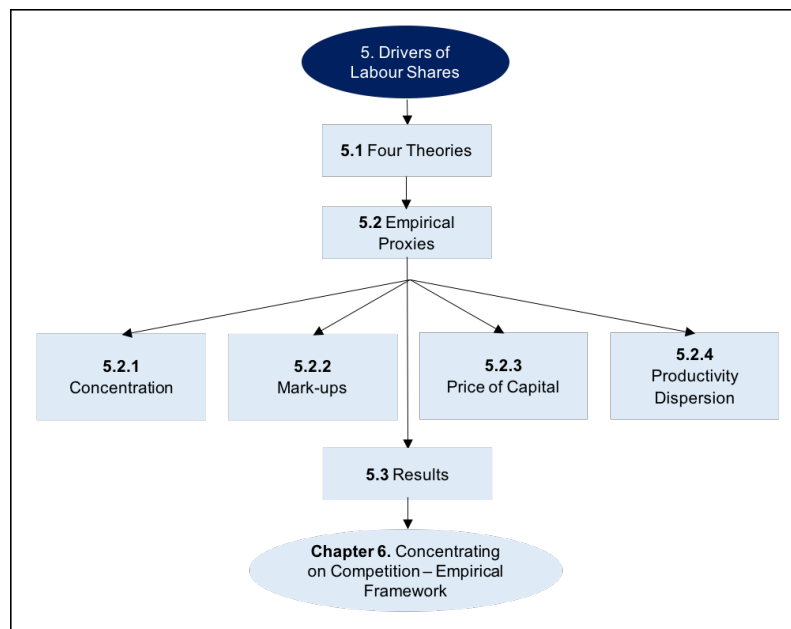 5. Drivers of
Labour Shares
5.1 Four Theories
5.2 Empirical
Proxies
5.2.1
Concentration
5.2.2
Mark-ups
5.2.3
Price of Capital
5.2.4
Productivity
Dispersion
5.3 Results
Chapter 6. Concentrating
on Competition – Empirical
Framework